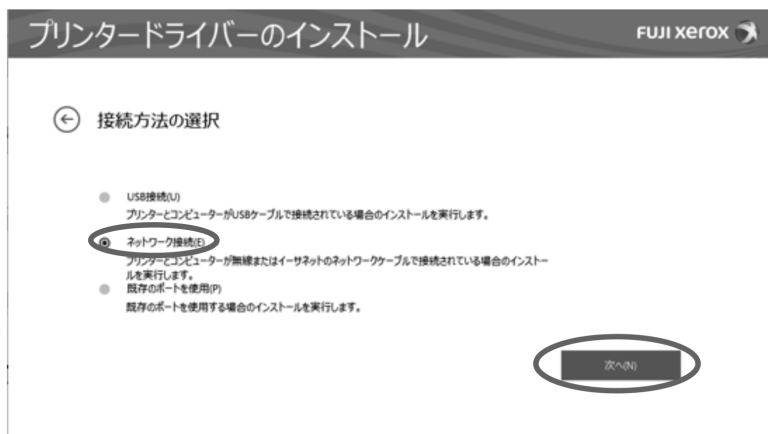 プリンタードライバーのインストール
FUJI xerox
接続方法の選択
USB接続(U)
プリンターとコンピューターがUSBケーブルで接続されている場合のインストールを実行します。
ネットワーク接続(E)
プリンターとコンピューターが無線またはイーサネットのネットワークケーブルで接続されている場合のインストー
ルを実行します。
既存のポートを使用(P)
既存のポートを使用する場合のインストールを実行します。
次へ(N)